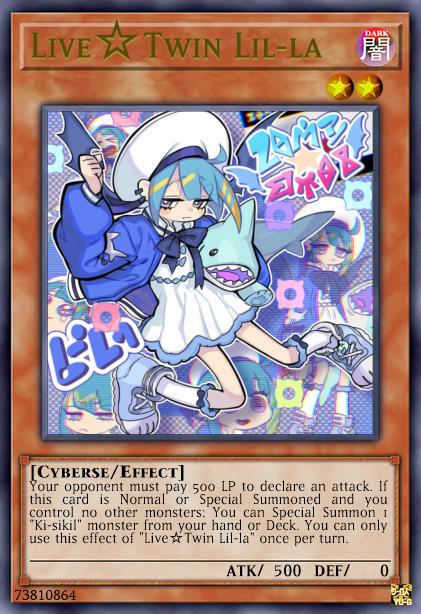 Live☆Twin Lil-la
DARK
闇
[Cyberse/Effect]
Your opponent must pay 500 LP to declare an attack. If
this card is Normal or Special Summoned and you
control no other monsters: You can Special Summon 1
"Ki-sikil" monster from your hand or Deck. You can only
use this effect of "Live☆Twin Lil-la" once per turn.
ATK/ 500 DEF/ 0
73810864